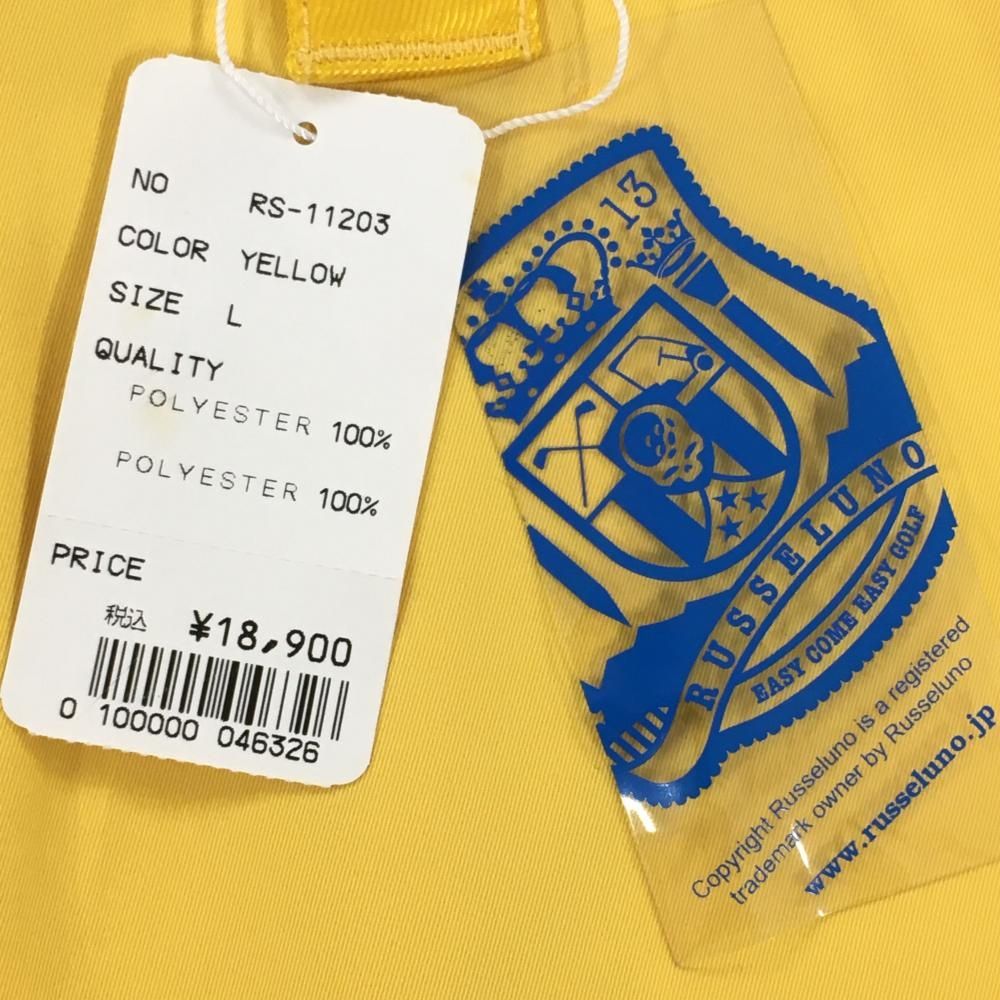 NO RS-11203
COLOR YELLOW
SIZE L
QUALITY
POLYESTER 100%
POLYESTER 100%
PRICE
税込 ¥18,900
0 100000 046326
13
RUSSELUNO
EASY COME EASY GOLF
Copyright Russeluno is a registered
trademark owner by Russeluno
www.russeluno.jp